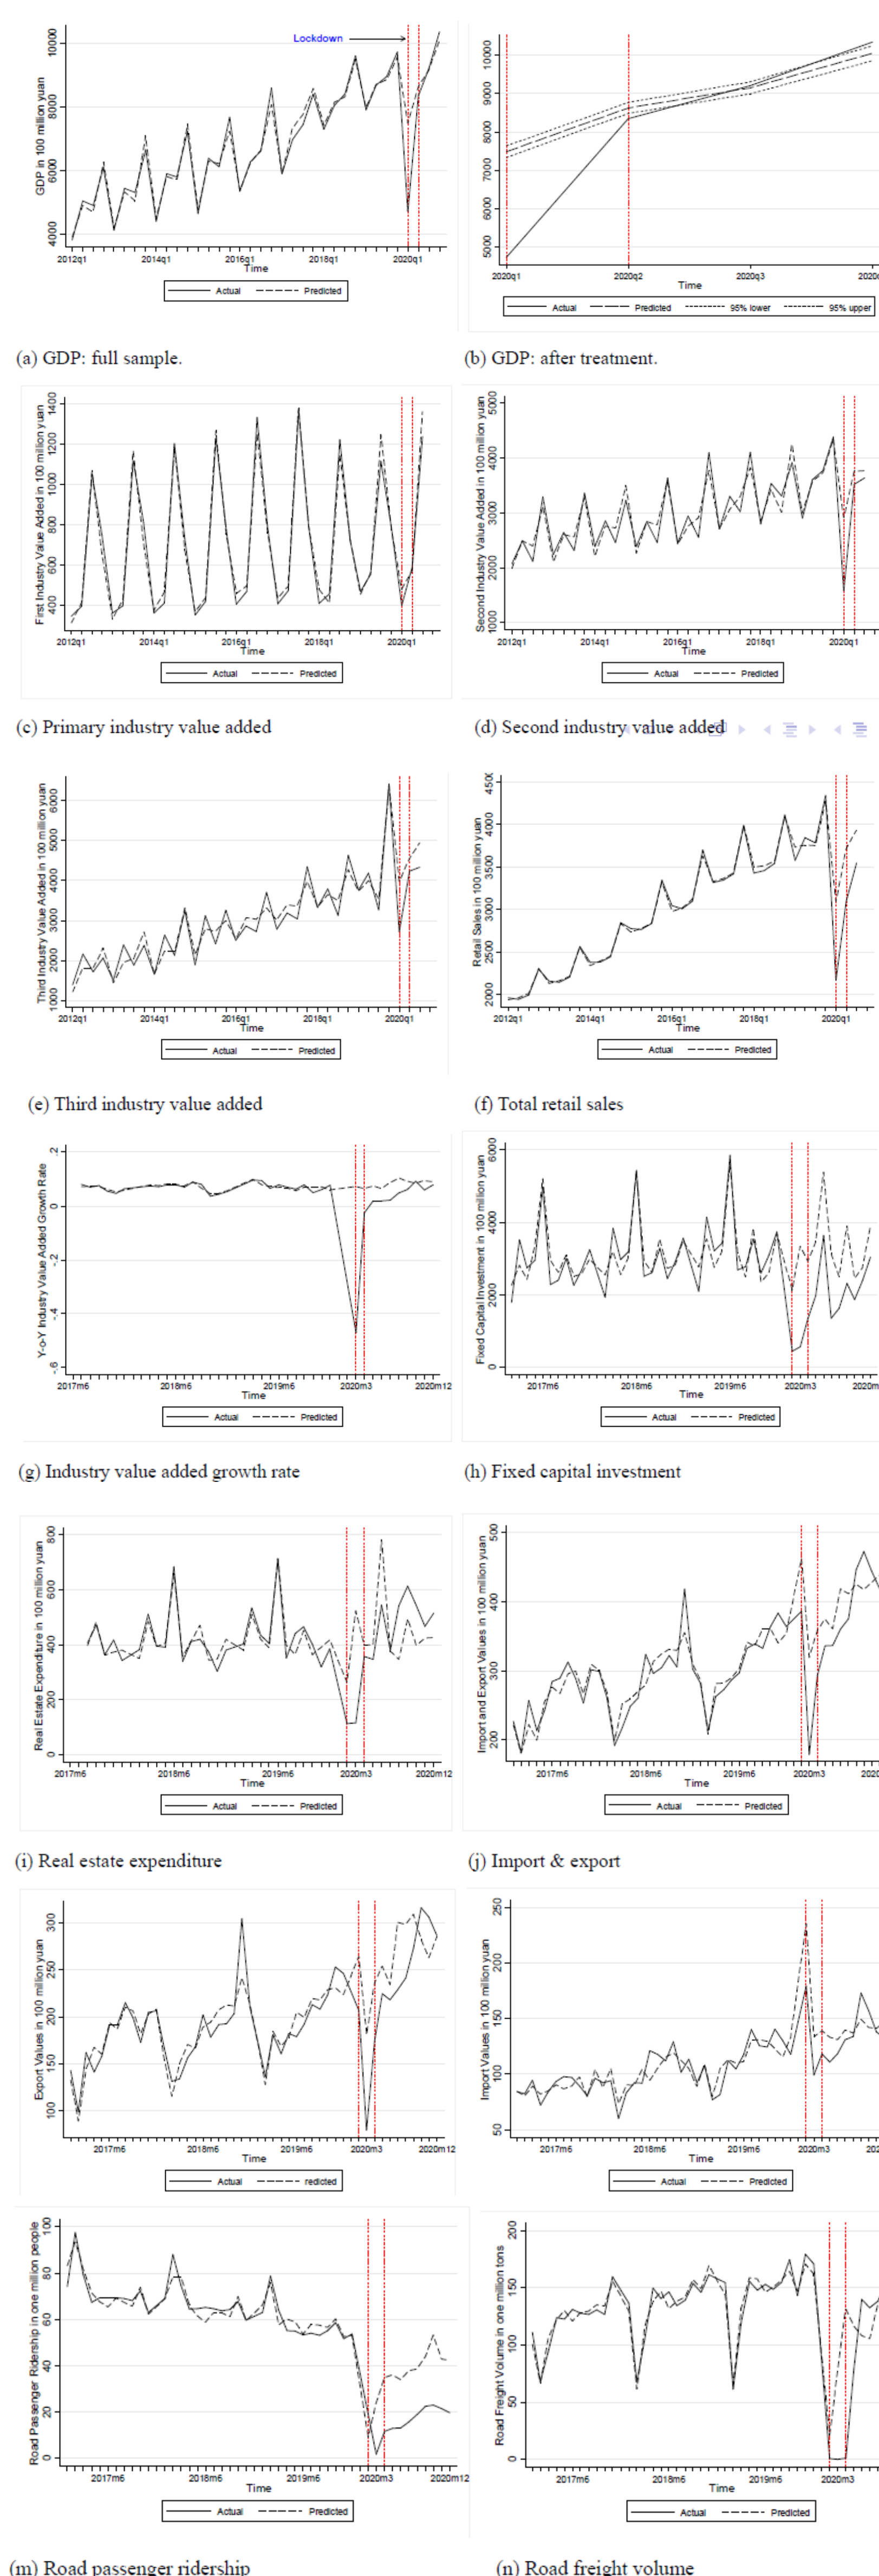 GDP in 100 million yuan
10000
8000
6000
4000
Lockdown
2012q1 2014q1 2016q1 2018q1 2020q1
Time
Actual Predicted
10000
9000
8000
7000
6000
5000
2020q1 2020q2 2020q3
Time
Actual Predicted 95% lower 95% upper
(a) GDP: full sample.
(b) GDP: after treatment.
First Industry Value Added in 100 million yuan
1400
1200
1000
800
600
400
2012q1 2014q1 2016q1 2018q1 2020q1
Time
Actual Predicted
Second Industry Value Added in 100 million yuan
5000
4000
3000
2000
1000
2012q1 2014q1 2016q1 2018q1 2020q1
Time
Actual Predicted
(c) Primary industry value added
(d) Second industry value added
Third Industry Value Added in 100 million yuan
6000
5000
4000
3000
2000
1000
2012q1 2014q1 2016q1 2018q1 2020q1
Time
Actual Predicted
Retail Sales in 100 million yuan
4000
3500
3000
2500
2000
2012q1 2014q1 2016q1 2018q1 2020q1
Time
Actual Predicted
(e) Third industry value added
(f) Total retail sales
Y-o-Y Industry Value Added Growth Rate
.2
0
-.2
-.4
-.6
2017m6 2018m6 2019m6 2020m3 2020m12
Time
Actual Predicted
Fixed Capital Investment in 100 million yuan
6000
4000
2000
0
2017m6 2018m6 2019m6 2020m3
Time
Actual Predicted
(g) Industry value added growth rate
(h) Fixed capital investment
Real Estate Expenditure in 100 million yuan
800
600
400
200
0
2017m6 2018m6 2019m6 2020m3 2020m12
Time
Actual Predicted
Import and Export Values in 100 million yuan
500
400
300
200
2017m6 2018m6 2019m6 2020m3
Time
Actual Predicted
(i) Real estate expenditure
(j) Import & export
Export Values in 100 million yuan
300
250
200
150
100
2017m6 2018m6 2019m6 2020m3 2020m12
Time
Actual redicted
Import Values in 100 million yuan
250
200
150
100
50
2017m6 2018m6 2019m6 2020m3
Time
Actual Predicted
Road Passenger Ridership in one million people
100
80
60
40
20
0
2017m6 2018m6 2019m6 2020m3 2020m12
Time
Actual Predicted
Road Freight Volume in one million tons
200
150
100
50
0
2017m6 2018m6 2019m6 2020m3
Time
Actual Predicted
(m) Road passenger ridership
(n) Road freight volume